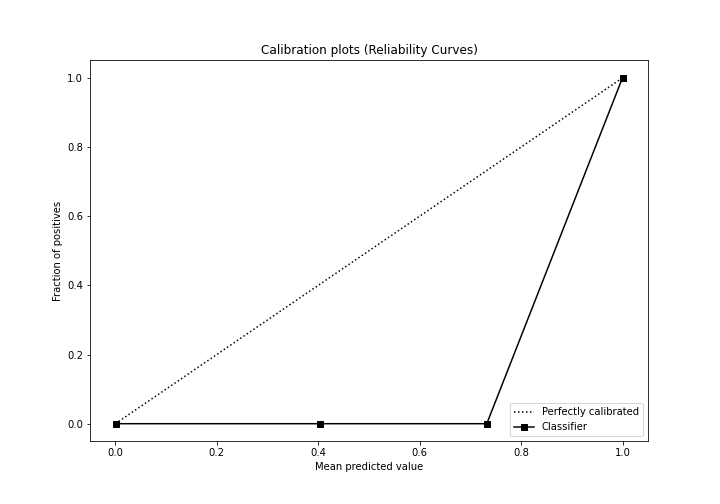 Calibration plots (Reliability Curves)
1.0
0.8
0.6
0.4
0.2
0.0
Fraction of positives
0.0 0.2 0.4 0.6 0.8 1.0
Mean predicted value
Perfectly calibrated
Classifier